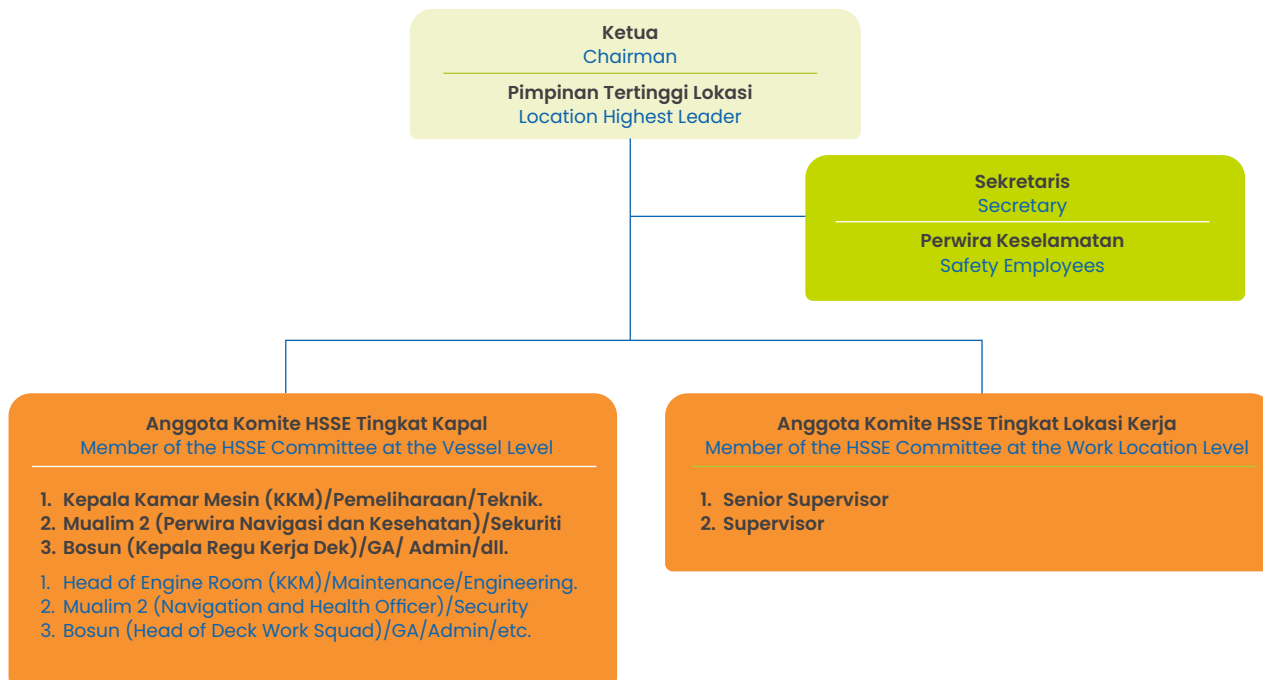 Ketua
Chairman
Pimpinan Tertinggi Lokasi
Location Highest Leader
Sekretaris
Secretary
Perwira Keselamatan
Safety Employees
Anggota Komite HSSE Tingkat Kapal
Member of the HSSE Committee at the Vessel Level
1. Kepala Kamar Mesin (KKM)/Pemeliharaan/Teknik.
2. Mualim 2 (Perwira Navigasi dan Kesehatan)/Sekuriti
3. Bosun (Kepala Regu Kerja Dek)/GA/ Admin/dll.
1. Head of Engine Room (KKM)/Maintenance/Engineering.
2. Mualim 2 (Navigation and Health Officer)/Security
3. Bosun (Head of Deck Work Squad)/GA/Admin/etc.
Anggota Komite HSSE Tingkat Lokasi Kerja
Member of the HSSE Committee at the Work Location Level
1. Senior Supervisor
2. Supervisor